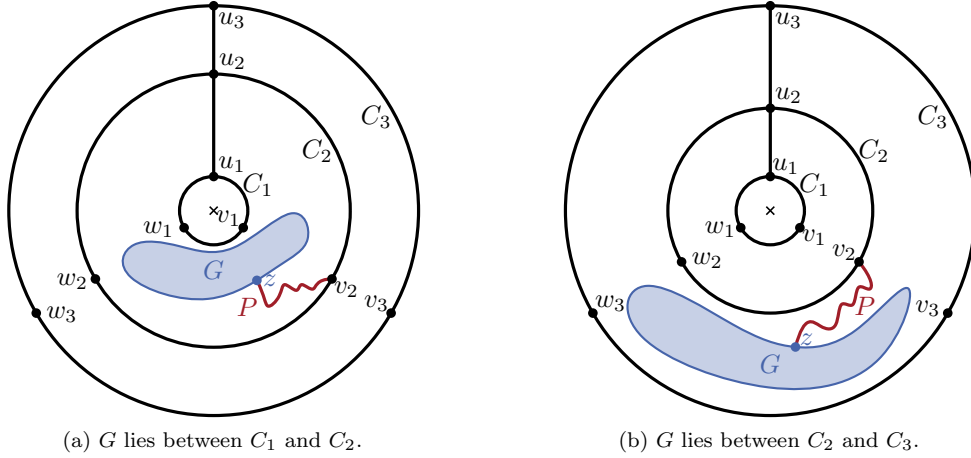 u₃
u₂
C₃
C₂
u₁
C₁
w₁
v₁
G
z
w₂
v₂
P
w₃
v₃
(a) G lies between C₁ and C₂.
u₃
C₃
u₂
C₂
u₁
C₁
w₁
v₁
w₂
v₂
w₃
P
v₃
z
G
(b) G lies between C₂ and C₃.